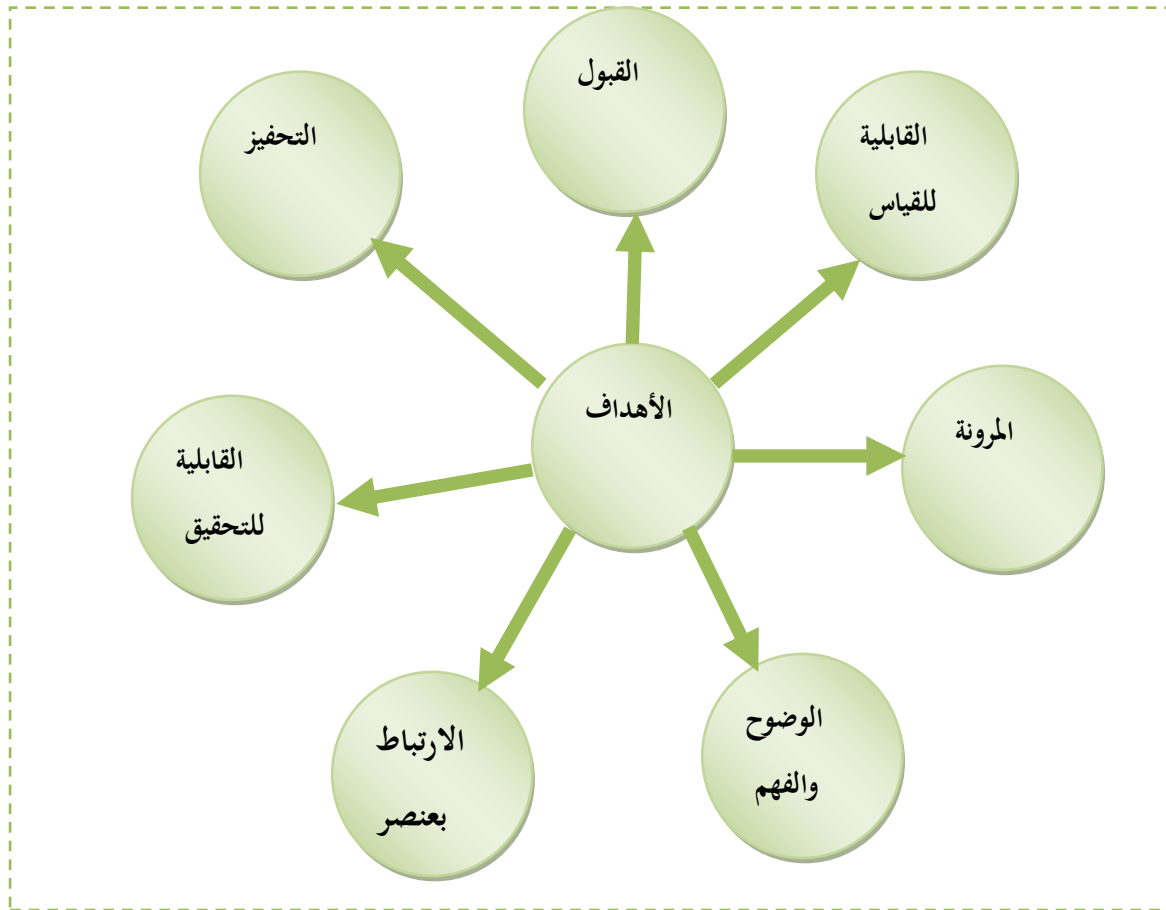 القبول
القابلية
للقياس
التحفيز
الأهداف
المرونة
القابلية
للتحقيق
الوضوح
والفهم
الارتباط
بعنصر